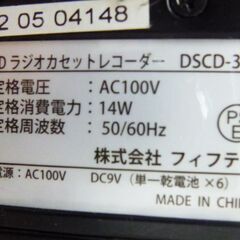 2 05 04148
Dラジオカセットレコーダー DSCD-3
定格電圧 : AC100V
定格消費電力 : 14W
定格周波数 : 50/60Hz
株式会社 フィフテ
電源 : AC100V DC9V (単一乾電池×6)
MADE IN CHIN